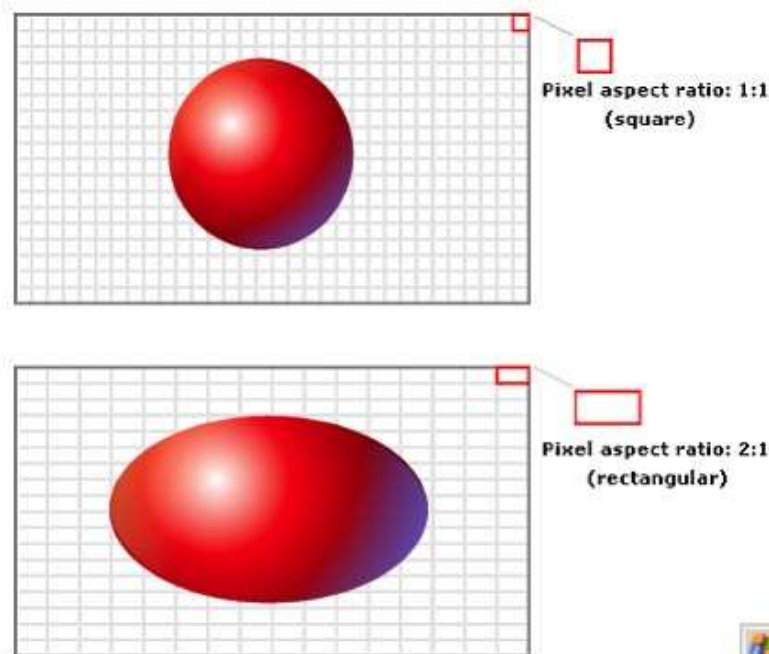 Pixel aspect ratio: 1:1
(square)
Pixel aspect ratio: 2:1
(rectangular)